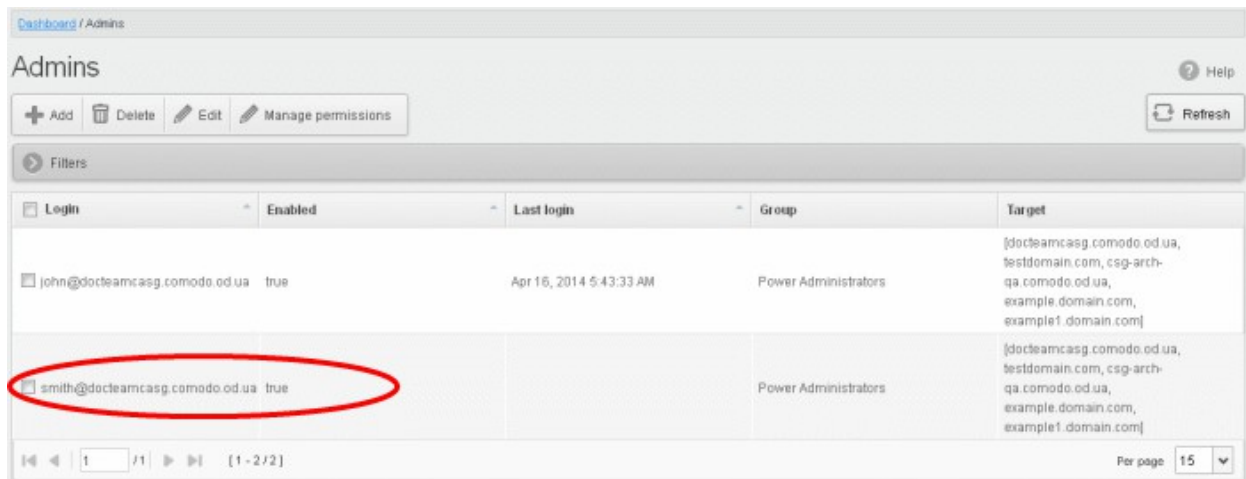 Dashboard / Admins
Admins
Help
Add Delete Edit Manage permissions
Refresh
Filters
Login Enabled Last login Group Target
john@docteamcasg.comodo.od.ua true Apr 16, 2014 5:43:33 AM Power Administrators
[docteamcasg.comodo.od.ua,
testdomain.com, csg-arch-
qa.comodo.od.ua,
example.domain.com,
example1.domain.com]
smith@docteamcasg.comodo.od.ua true Power Administrators
[docteamcasg.comodo.od.ua,
testdomain.com, csg-arch-
qa.comodo.od.ua,
example.domain.com,
example1.domain.com]
1 /1 [1 - 2 / 2] Per page 15